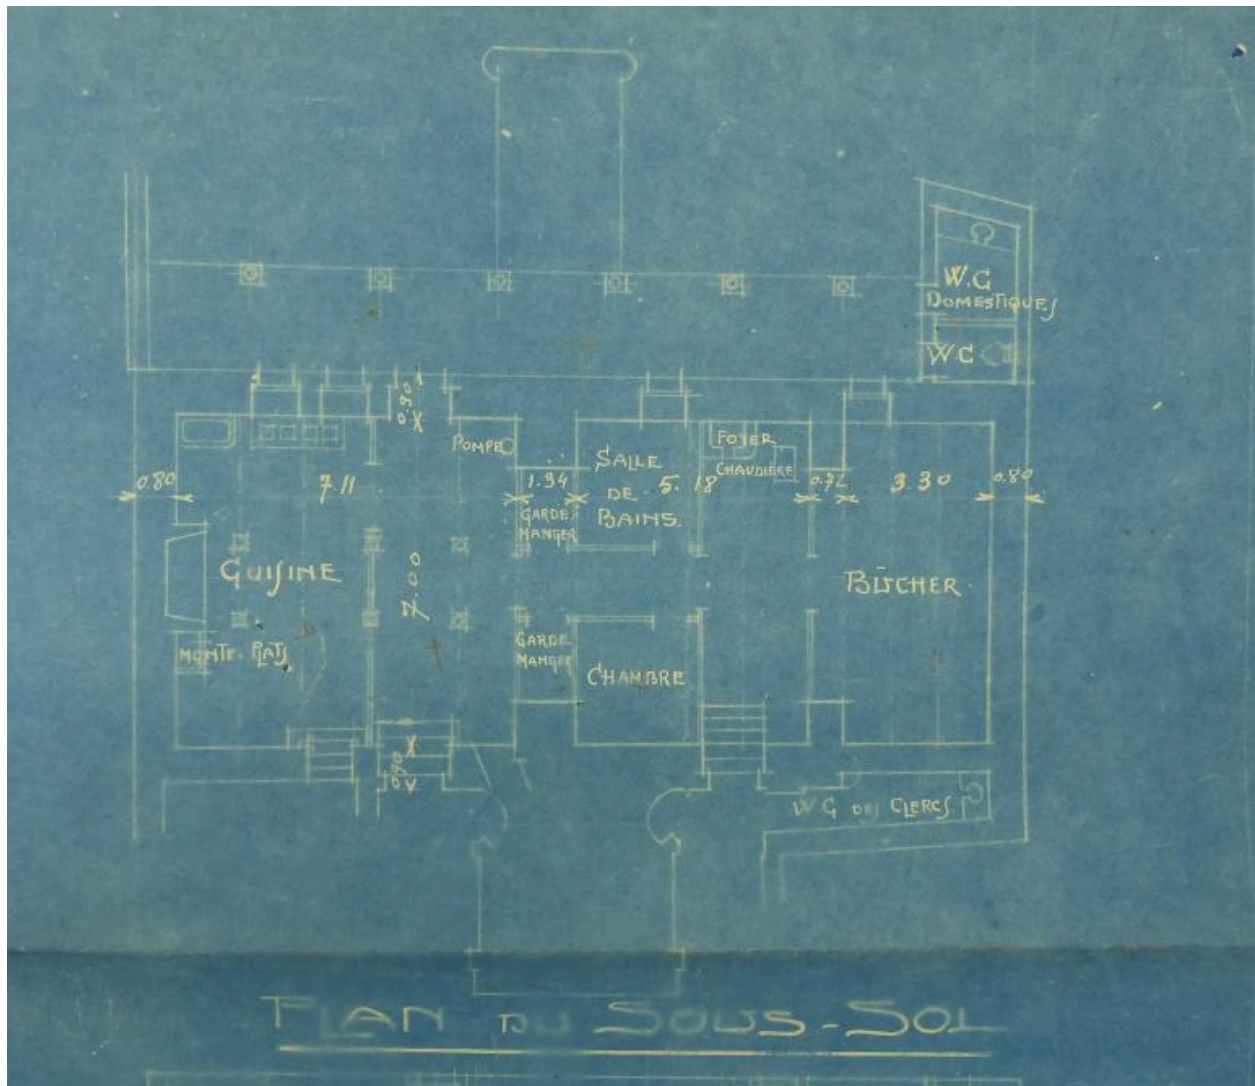 W.C
DOMESTIQUES
W.C
0.90
POMPE
FOYER
CHAUDIÈRE
SALLE
DE
BAINS.
0.80
7.11
1.34
5.18
0.72
3.30
0.80
GARDE
MANGER
CUISINE
7.00
BÛCHER.
GARDE
MANGER
MONTE-PLATS
CHAMBRE
0.90
W C DES CLERCS.
PLAN DU SOUS-SOL